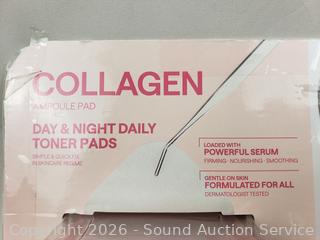 COLLAGEN
AMPOULE PAD
DAY & NIGHT DAILY
TONER PADS
SIMPLE & QUICK FIX
IN SKINCARE REGIME
LOADED WITH
POWERFUL SERUM
FIRMING · NOURISHING · SMOOTHING
GENTLE ON SKIN
FORMULATED FOR ALL
DERMATOLOGIST TESTED
Copyright 2026 - Sound Auction Service